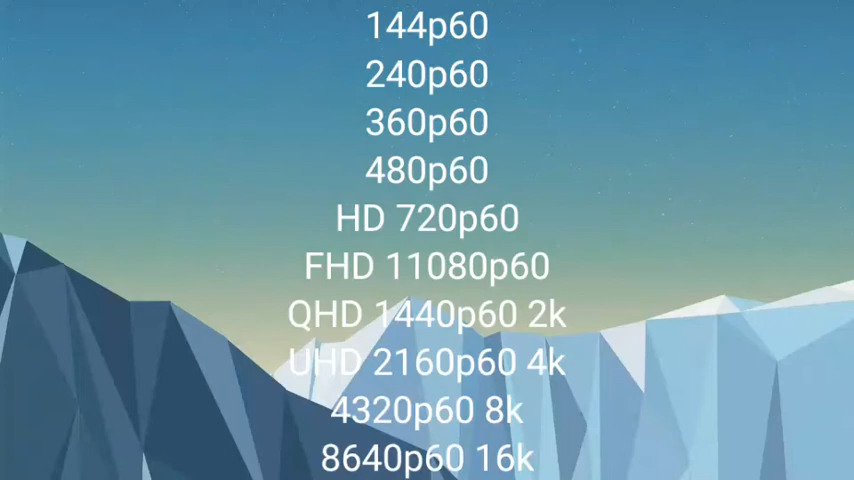 144p60
240p60
360p60
480p60
HD 720p60
FHD 11080p60
QHD 1440p60 2k
UHD 2160p60 4k
4320p60 8k
8640p60 16k